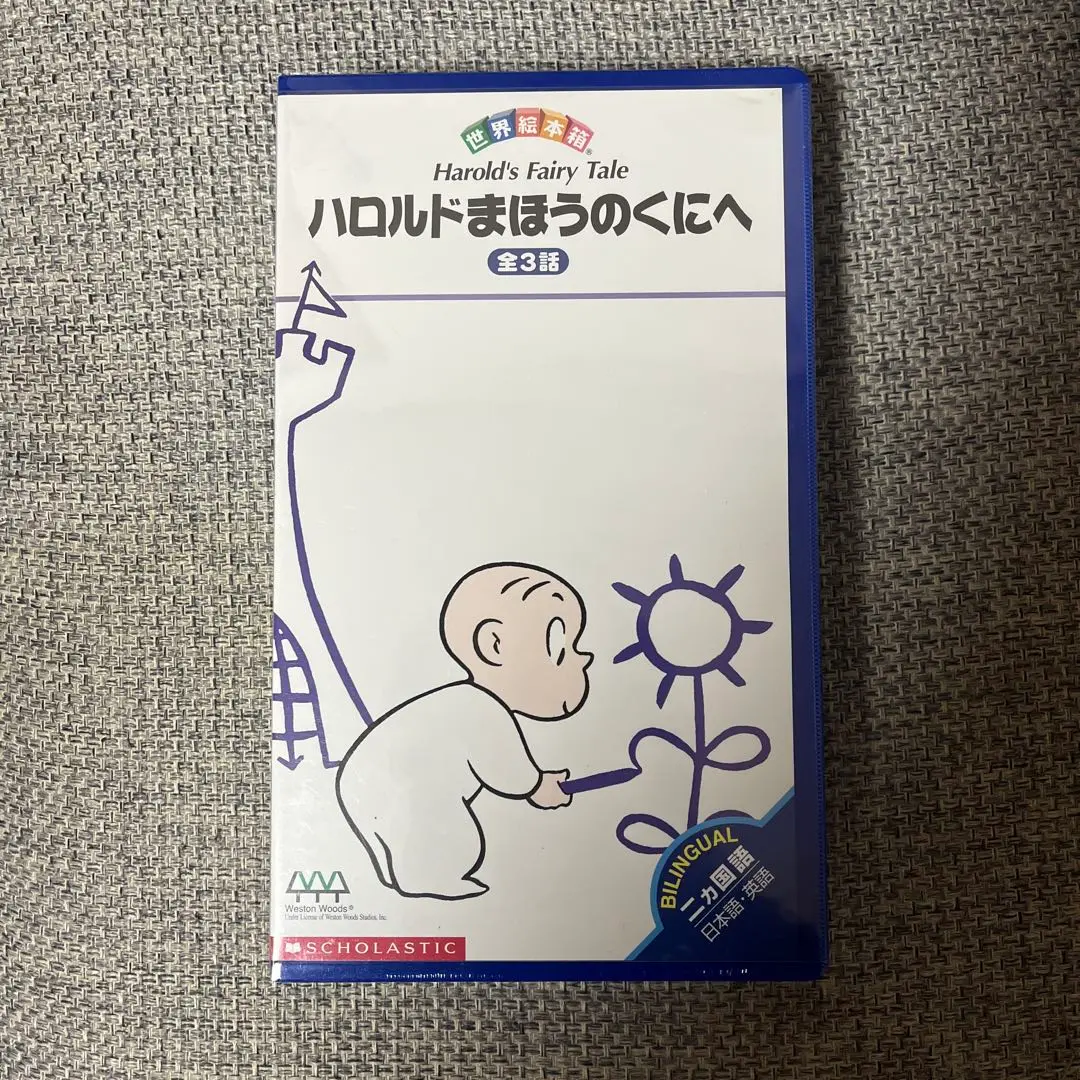 世界絵本箱®
Harold's Fairy Tale
ハロルドまほうのくにへ
全3話
BILINGUAL
二ヵ国語
日本語・英語
Weston Woods®
Under License of Weston Woods Studios, Inc.
SCHOLASTIC